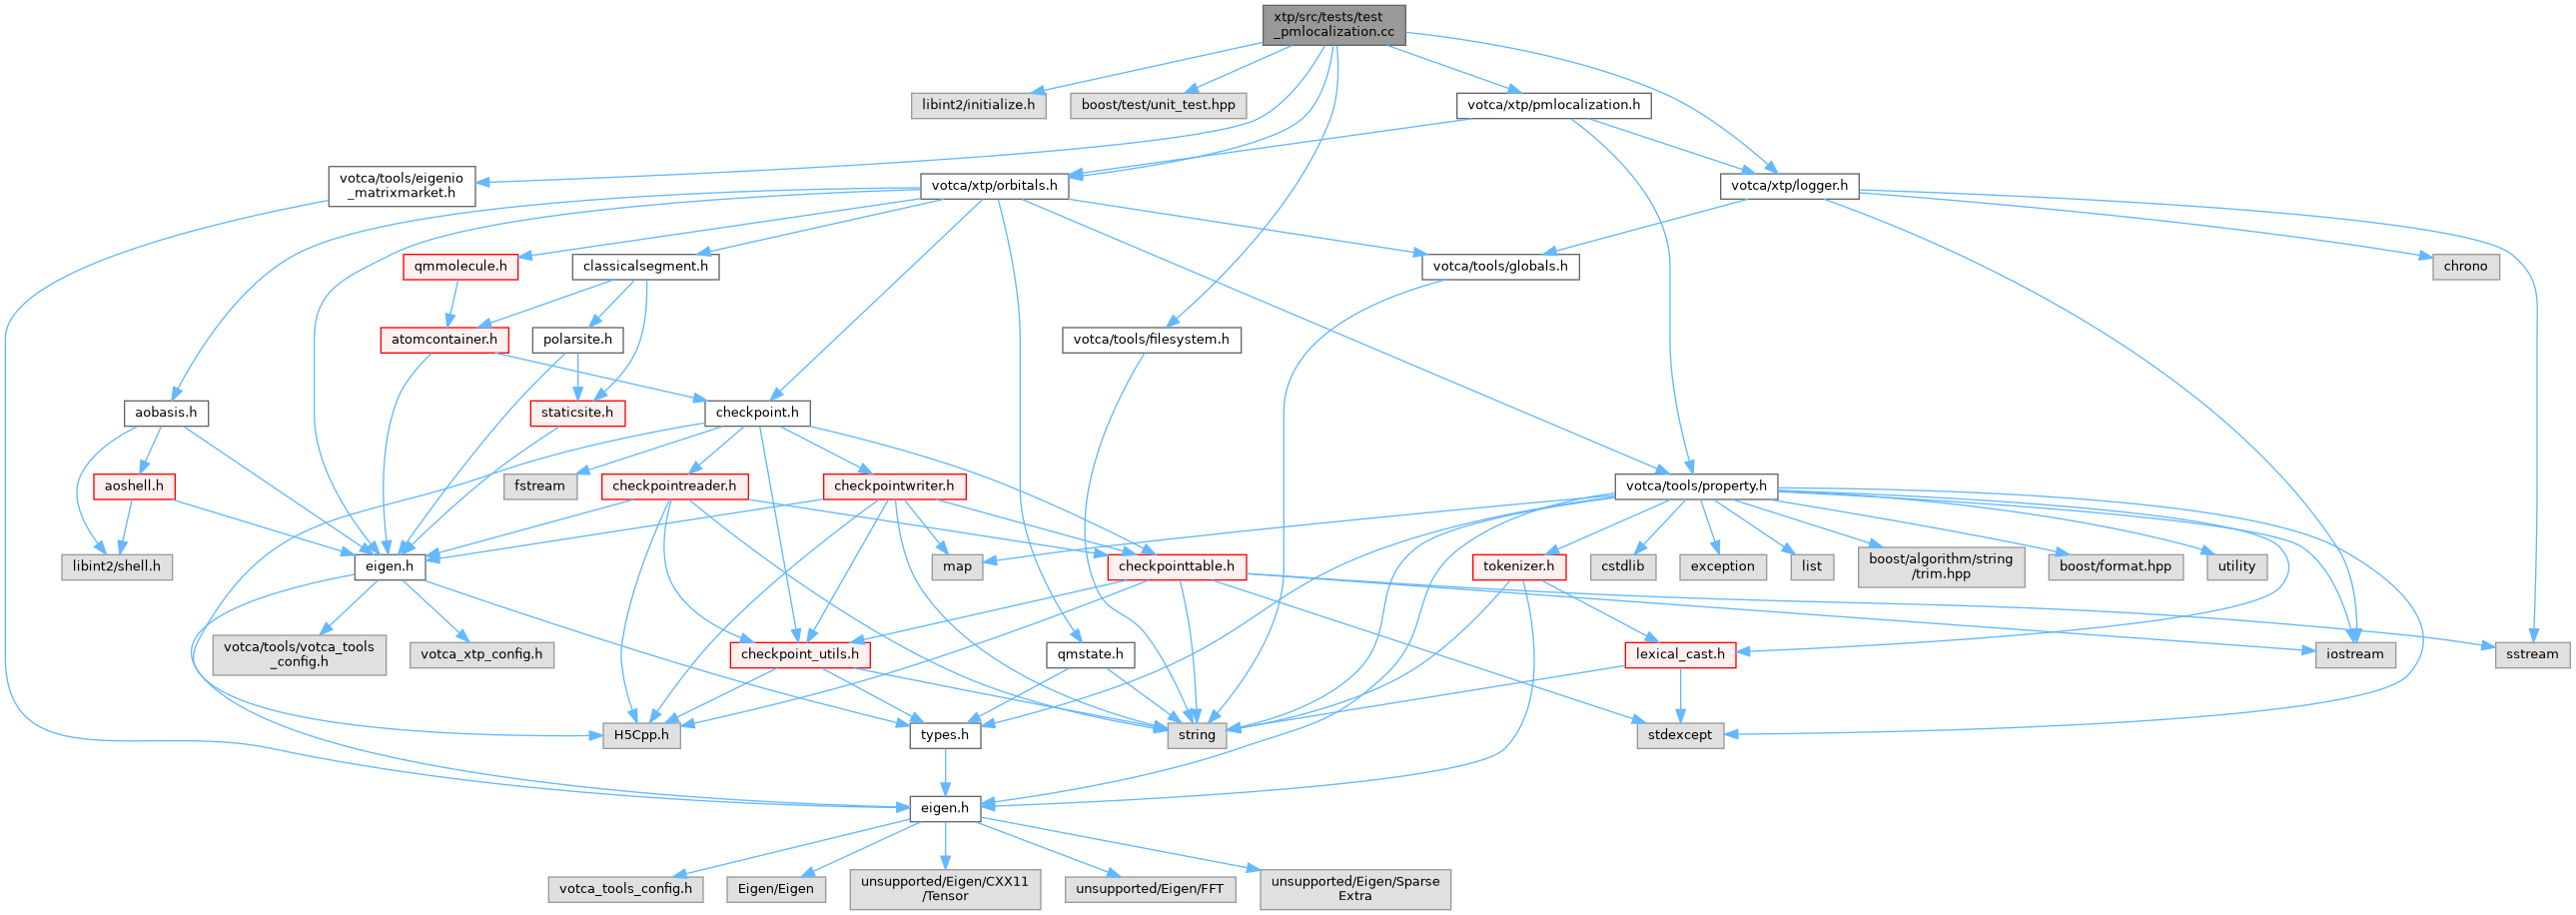 xtp/src/tests/test
_pmlocalization.cc
libint2/initialize.h
boost/test/unit_test.hpp
votca/xtp/pmlocalization.h
votca/tools/eigenio
_matrixmarket.h
votca/xtp/orbitals.h
votca/xtp/logger.h
qmmolecule.h
classicalsegment.h
votca/tools/globals.h
chrono
atomcontainer.h
polarsite.h
votca/tools/filesystem.h
aobasis.h
staticsite.h
checkpoint.h
aoshell.h
fstream
checkpointreader.h
checkpointwriter.h
votca/tools/property.h
libint2/shell.h
eigen.h
map
checkpointtable.h
tokenizer.h
cstdlib
exception
list
boost/algorithm/string
/trim.hpp
boost/format.hpp
utility
votca/tools/votca_tools
_config.h
votca_xtp_config.h
checkpoint_utils.h
qmstate.h
lexical_cast.h
iostream
sstream
H5Cpp.h
types.h
string
stdexcept
eigen.h
votca_tools_config.h
Eigen/Eigen
unsupported/Eigen/CXX11
/Tensor
unsupported/Eigen/FFT
unsupported/Eigen/Sparse
Extra